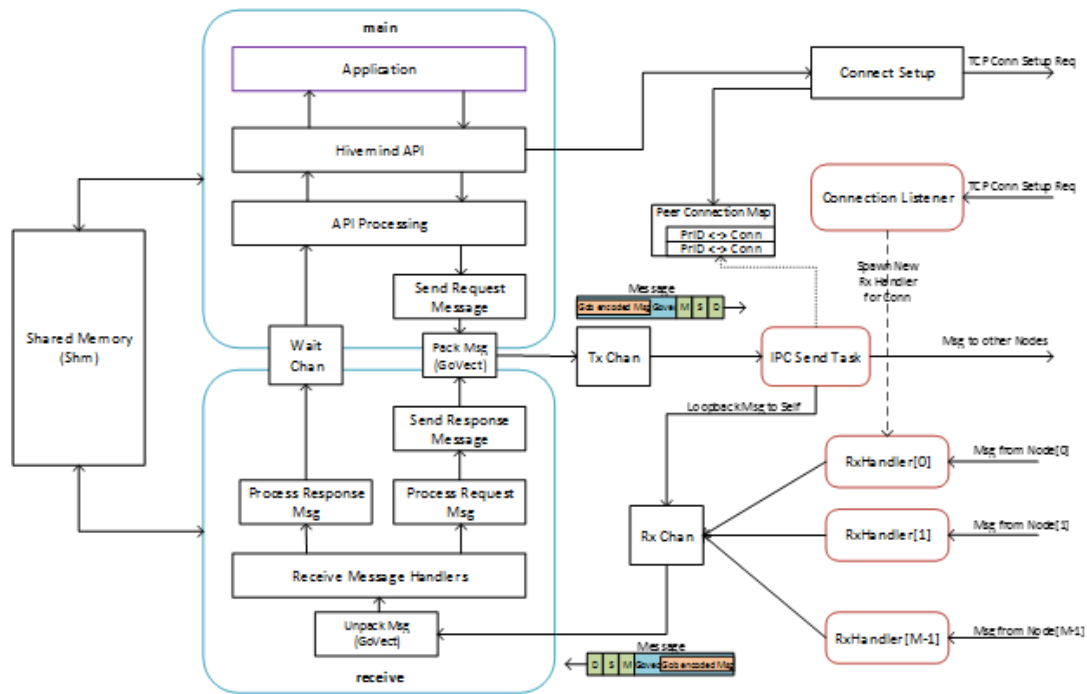 main
Application
Hivemind API
API Processing
Send Request
Message
Wait
Chan
Pack Msg
(GoVect)
Shared Memory
(Shm)
Send Response
Message
Process Response
Msg
Process Request
Msg
Receive Message Handlers
Unpack Msg
(GoVect)
receive
Connect Setup
TCP Conn Setup Req
Connection Listener
TCP Conn Setup Req
Peer Connection Map
PrID <-> Conn
PrID <-> Conn
Spawn New
Rx Handler
for Conn
Message
Gob encoded Msg
Govec
M
S
D
Tx Chan
IPC Send Task
Msg to other Nodes
Loopback Msg to Self
Rx Chan
RxHandler[0]
Msg from Node[0]
RxHandler[1]
Msg from Node[1]
RxHandler[M-1]
Msg from Node[M-1]
Message
D
S
M
Govec
Gob encoded Msg